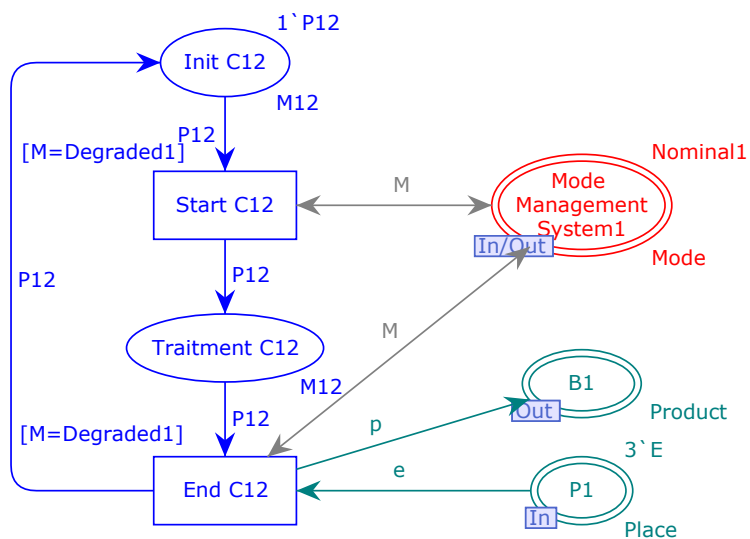 1`P12
Init C12
M12
P12
[M=Degraded1]
Start C12
M
Nominal1
Mode
Management
System1
In/Out
Mode
P12
P12
M
Traitment C12
M12
B1
Out
Product
P12
[M=Degraded1]
p
3`E
End C12
e
P1
In
Place